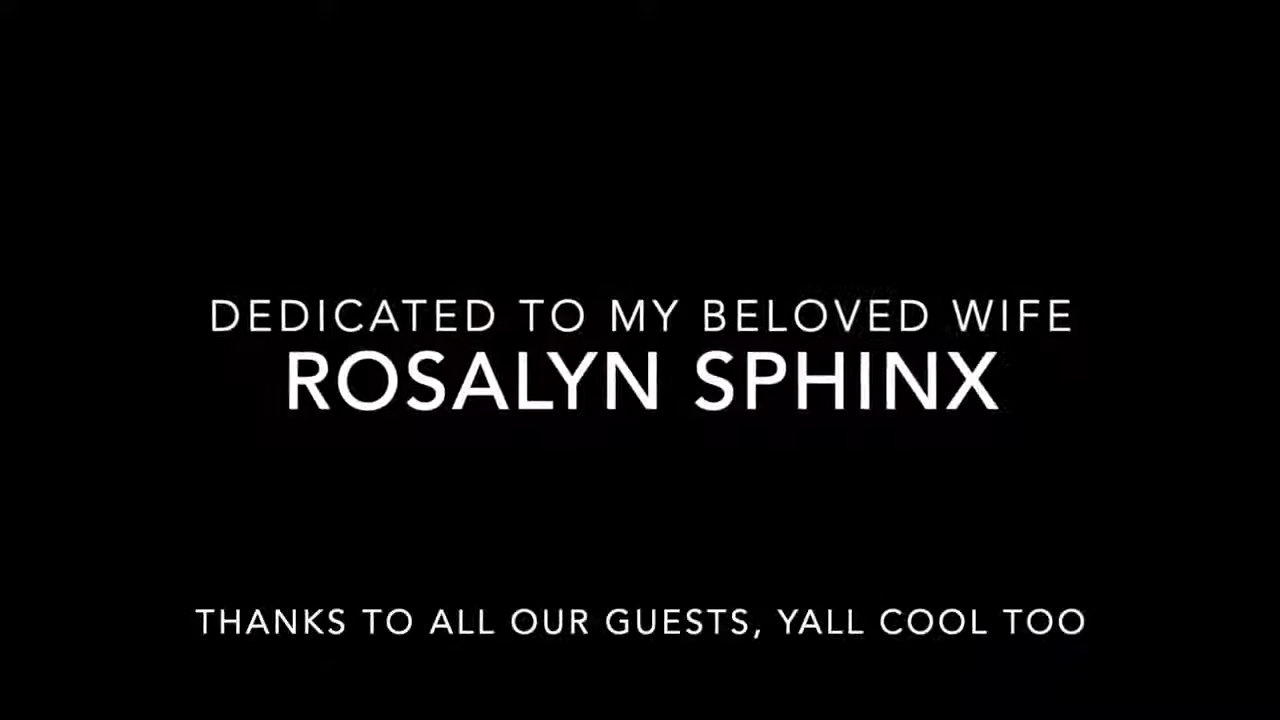 DEDICATED TO MY BELOVED WIFE
ROSALYN SPHINX
THANKS TO ALL OUR GUESTS, YALL COOL TOO